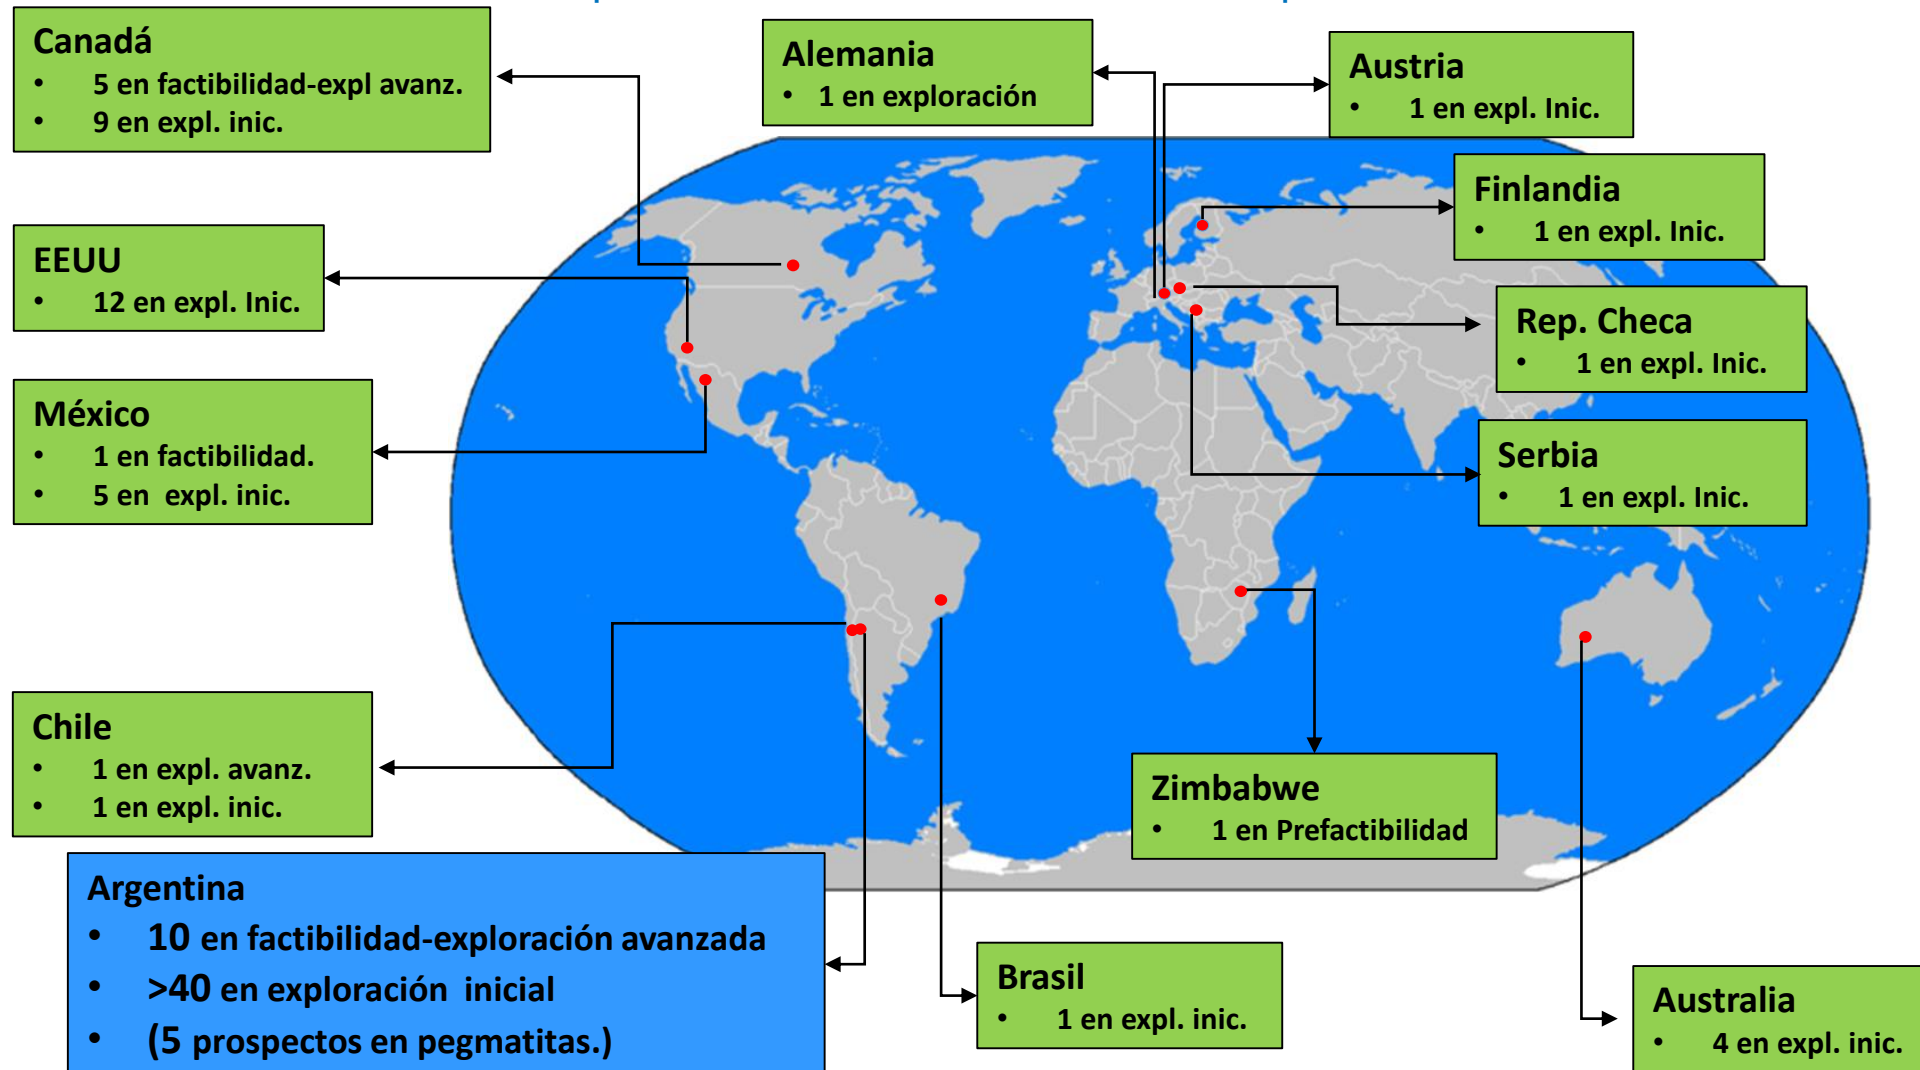 Canadá
• 5 en factibilidad-expl avanz.
• 9 en expl. inic.
Alemania
• 1 en exploración
Austria
• 1 en expl. Inic.
Finlandia
• 1 en expl. Inic.
EEUU
• 12 en expl. Inic.
Rep. Checa
• 1 en expl. Inic.
México
• 1 en factibilidad.
• 5 en expl. inic.
Serbia
• 1 en expl. Inic.
Chile
• 1 en expl. avanz.
• 1 en expl. inic.
Zimbabwe
• 1 en Prefactibilidad
Argentina
• 10 en factibilidad-exploración avanzada
• >40 en exploración inicial
• (5 prospectos en pegmatitas.)
Brasil
• 1 en expl. inic.
Australia
• 4 en expl. inic.